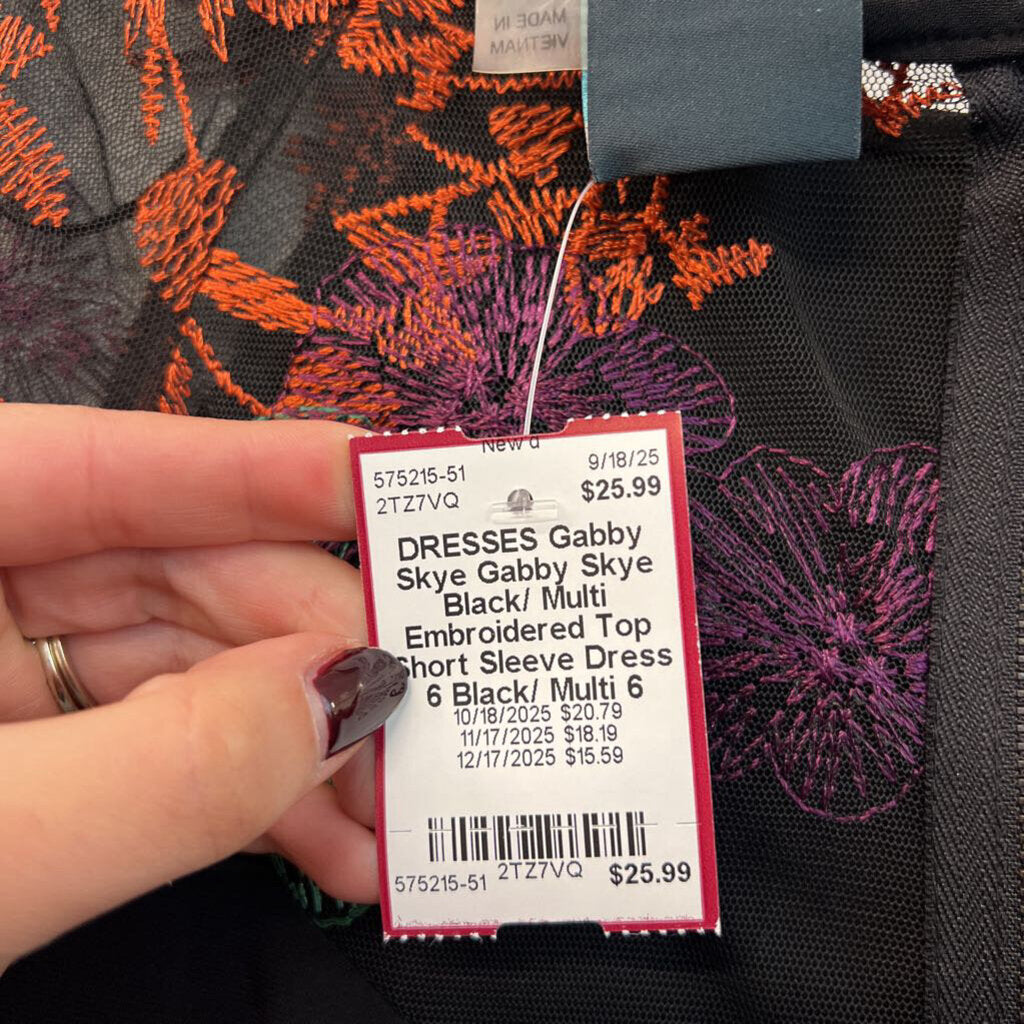 MADE IN
VIETNAM
New
575215-51
2TZ7VQ
9/18/25
$25.99
DRESSES Gabby
Skye Gabby Skye
Black/ Multi
Embroidered Top
Short Sleeve Dress
6 Black/ Multi 6
10/18/2025 $20.79
11/17/2025 $18.19
12/17/2025 $15.59
2TZ7VQ
575215-51
$25.99